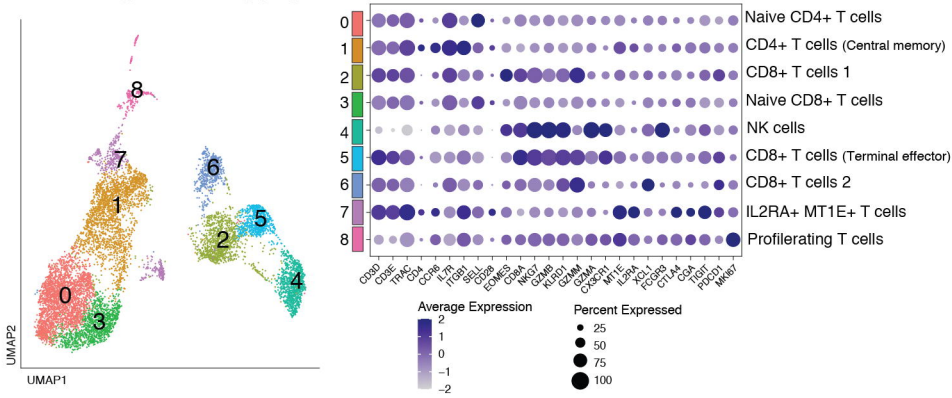 8
7
6
1
5
2
4
0
3
UMAP2
UMAP1
0 Naive CD4+ T cells
1 CD4+ T cells (Central memory)
2 CD8+ T cells 1
3 Naive CD8+ T cells
4 NK cells
5 CD8+ T cells (Terminal effector)
6 CD8+ T cells 2
7 IL2RA+ MT1E+ T cells
8 Profilerating T cells
CD3D CD3E TRAC CD4 CCR6 IL7R ITGB1 SELL CD28 EOMES CD8A NKG7 GZMB KLRD1 GZMM GZMA CX3CR1 MT1E IL2RA XCL1 FCGR3 CTLA4 CGA TIGIT PDCD1 MKI67
Average Expression
2
1
0
−1
−2
Percent Expressed
25
50
75
100